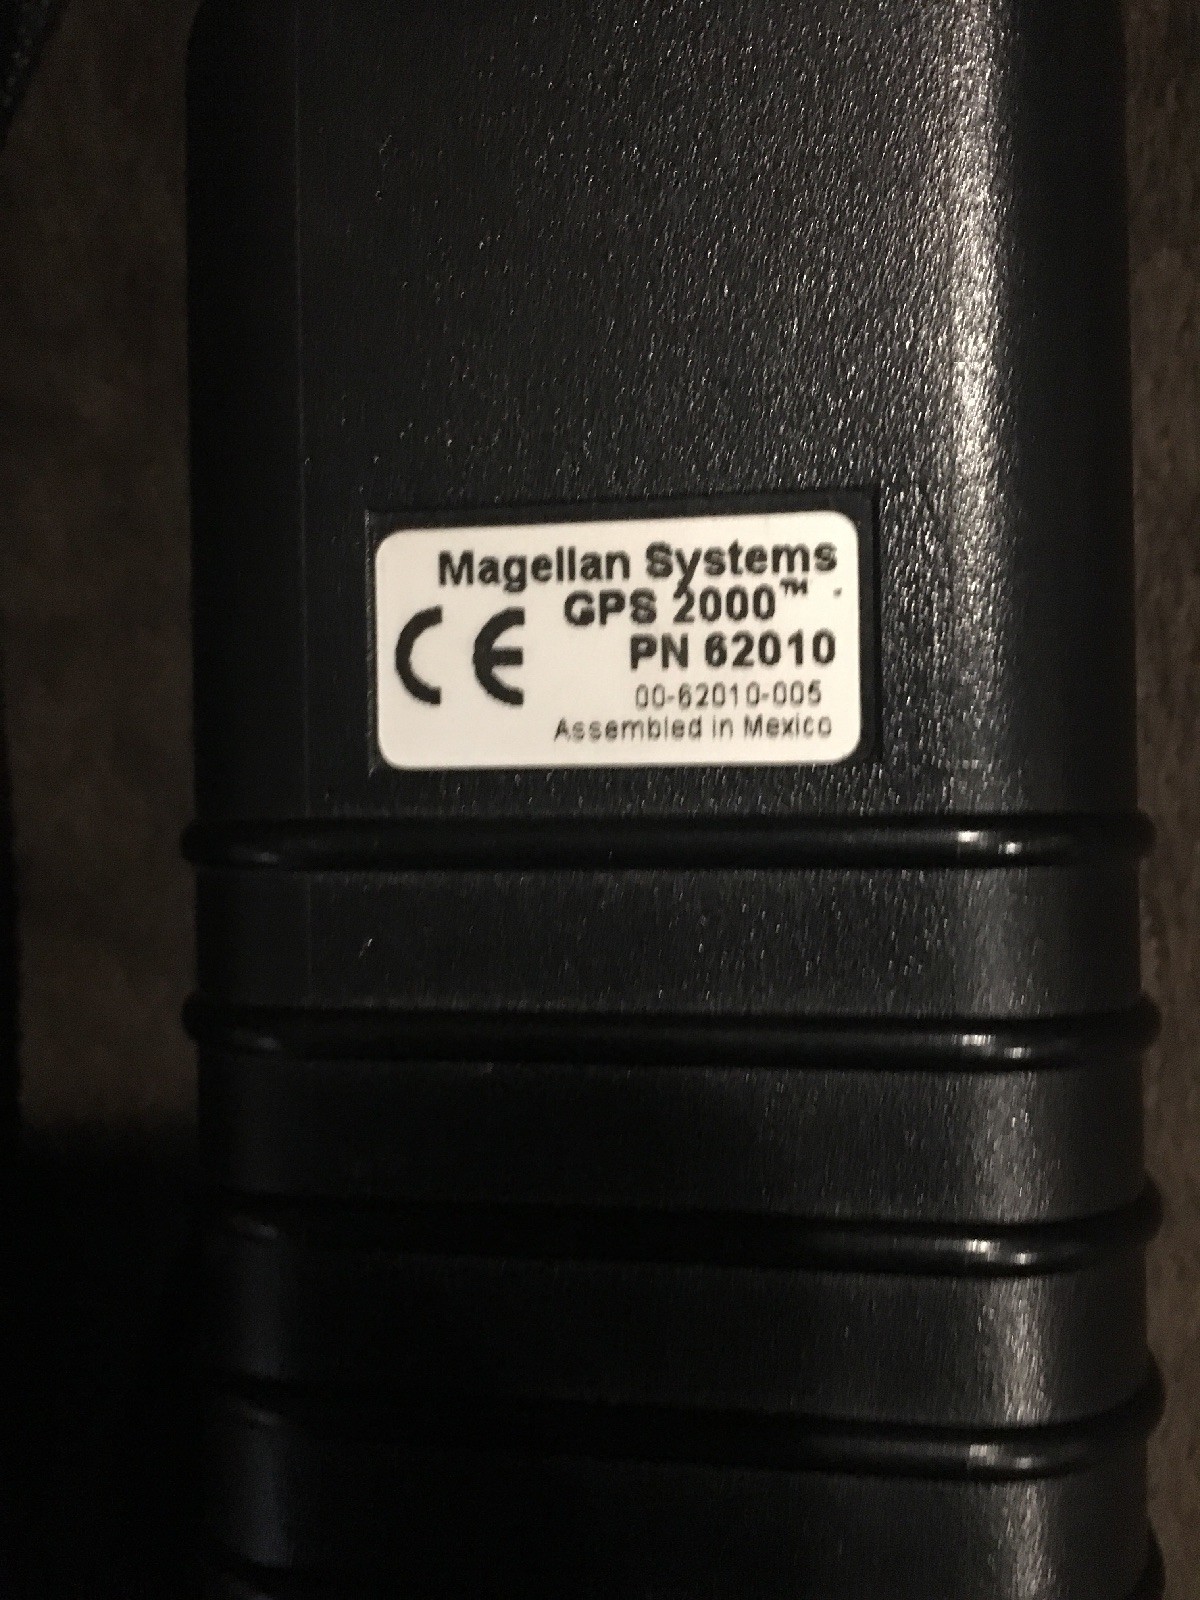 Magellan Systems
GPS 2000™
CE
PN 62010
00-62010-005
Assembled in Mexico